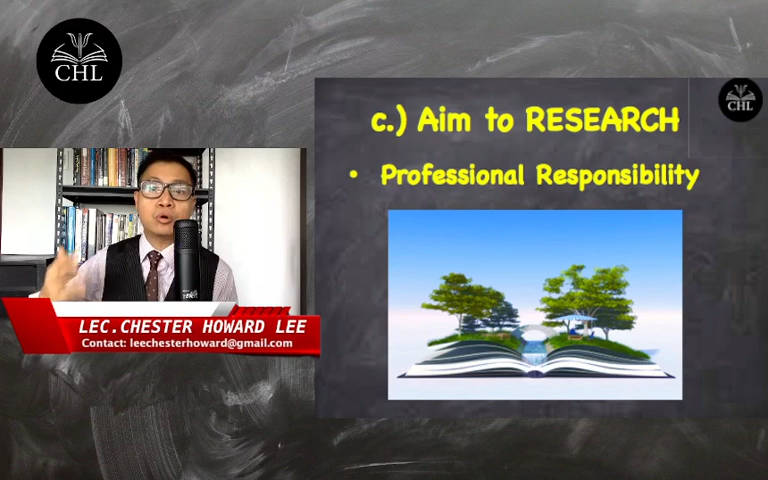 CHL
c.) Aim to RESEARCH
CHL
• Professional Responsibility
LEC.CHESTER HOWARD LEE
Contact: leechesterhoward@gmail.com